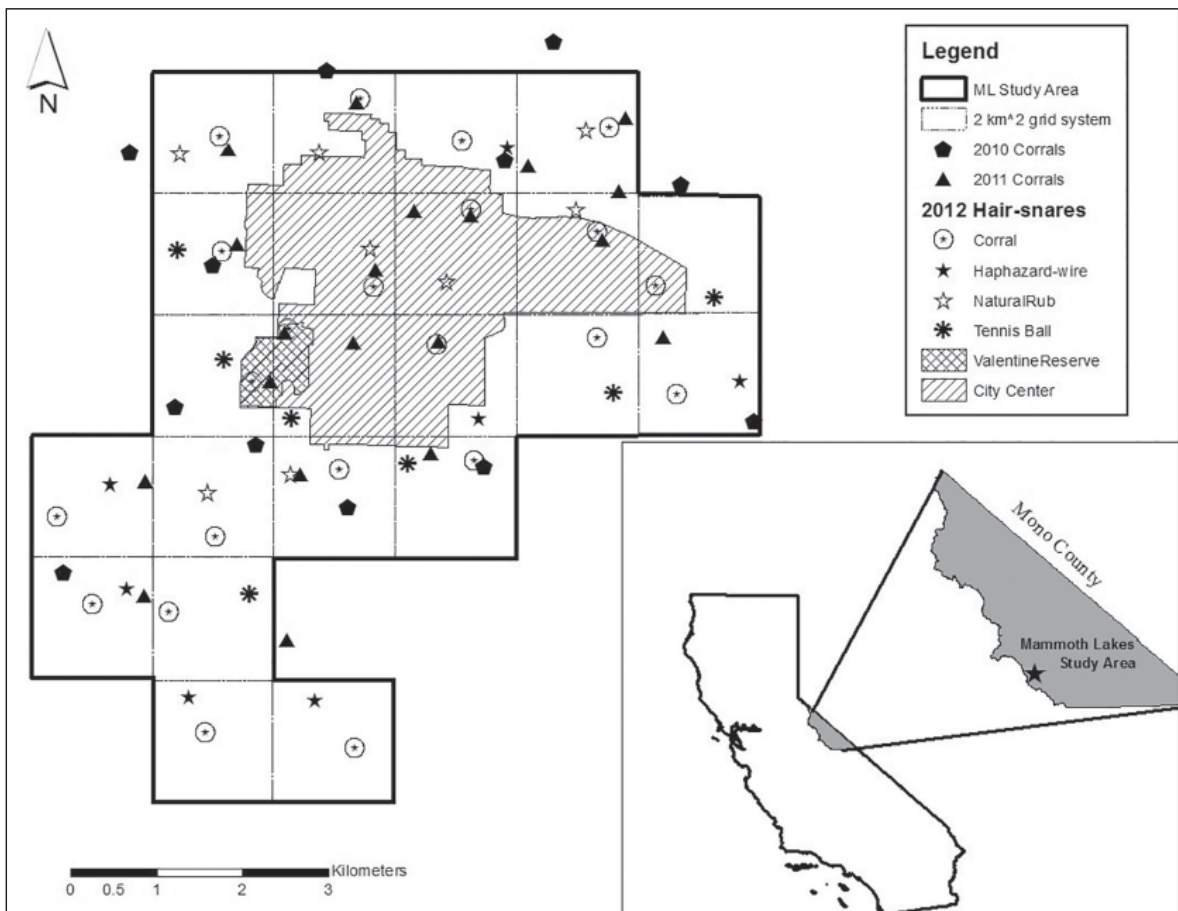 N
Legend
ML Study Area
2 km^2 grid system
2010 Corrals
2011 Corrals
2012 Hair-snares
Corral
Haphazard-wire
NaturalRub
Tennis Ball
ValentineReserve
City Center
Mono County
Mammoth Lakes
Study Area
Kilometers
0 0.5 1 2 3